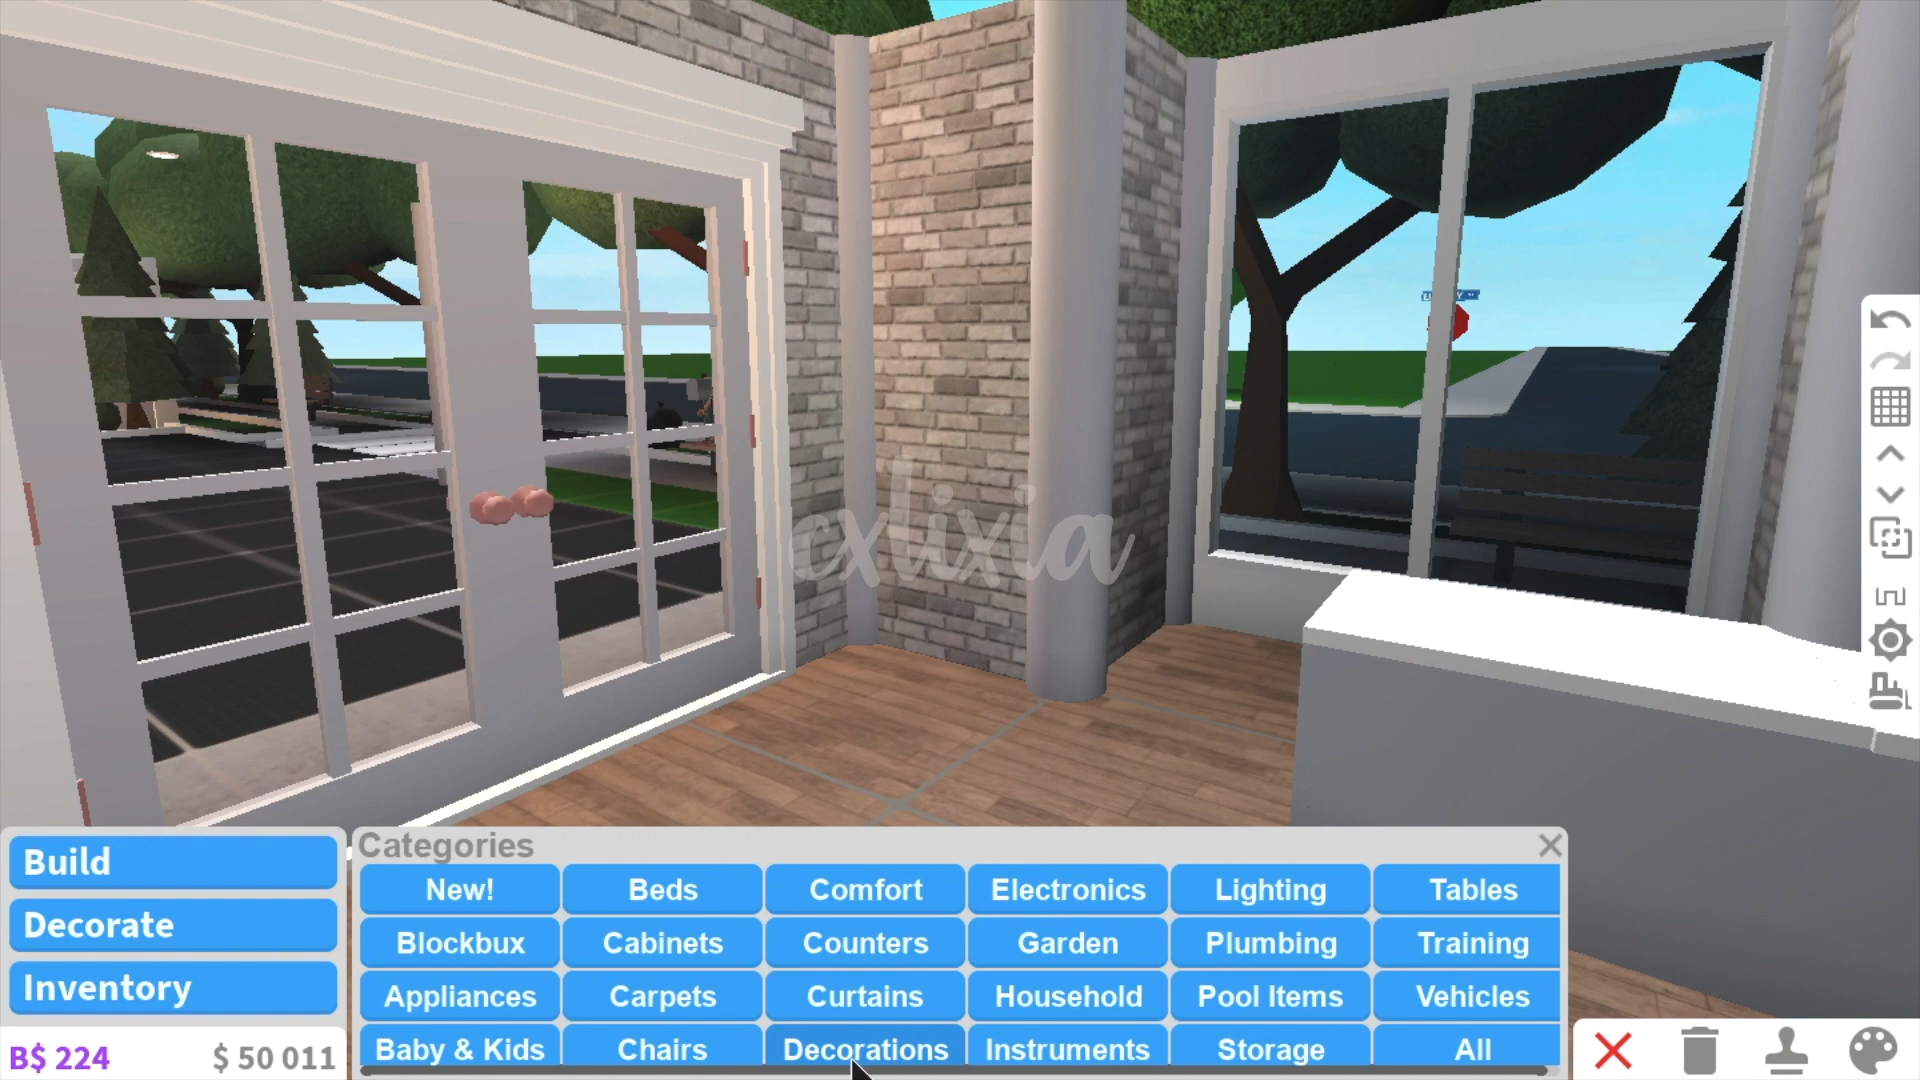 cxlixia
Build
Decorate
Inventory
B$ 224
$ 50 011
Categories
New! Beds Comfort Electronics Lighting Tables
Blockbux Cabinets Counters Garden Plumbing Training
Appliances Carpets Curtains Household Pool Items Vehicles
Baby & Kids Chairs Decorations Instruments Storage All